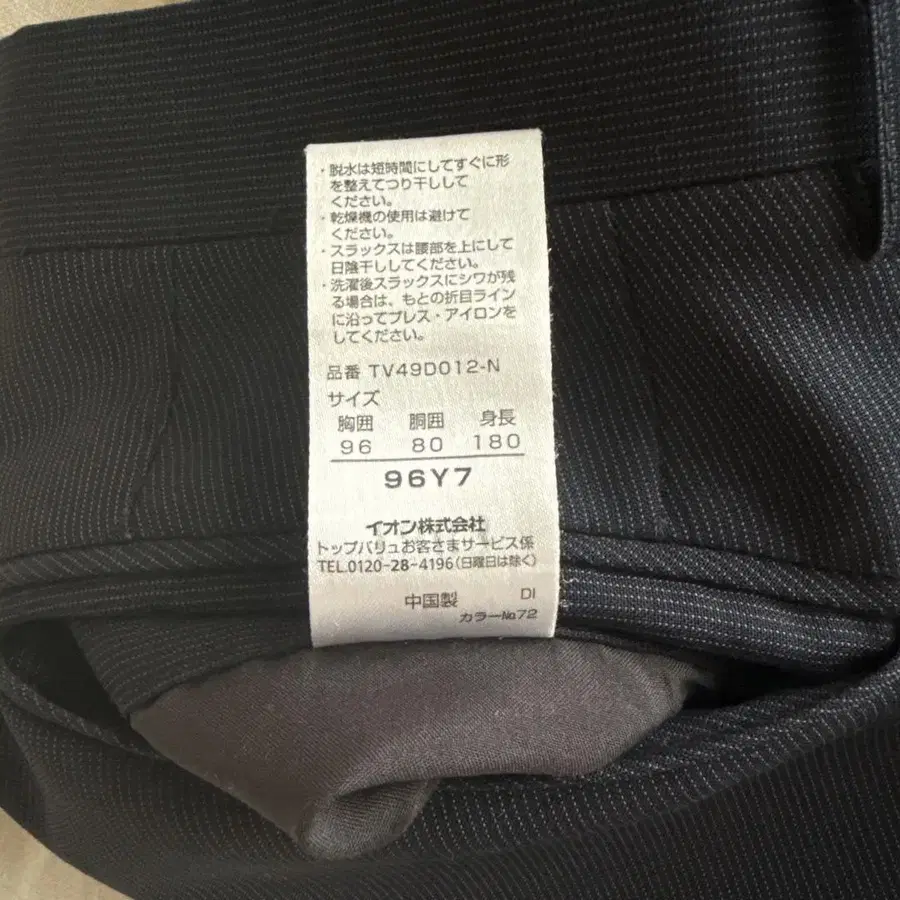 ・脱水は短時間にしてすぐに形
を整えてつり干しして
ください。
・乾燥機の使用は避けて
ください。
・スラックスは腰部を上にして
日陰干ししてください。
・洗濯後スラックスにシワが残
る場合は、もとの折目ライン
に沿ってプレス・アイロンを
してください。
品番 TV49D012-N
サイズ
胸囲 胴囲 身長
96 80 180
96Y7
イオン株式会社
トップバリュお客さまサービス係
TEL.0120-28-4196(日曜日は除く)
中国製 DI
カラー№72